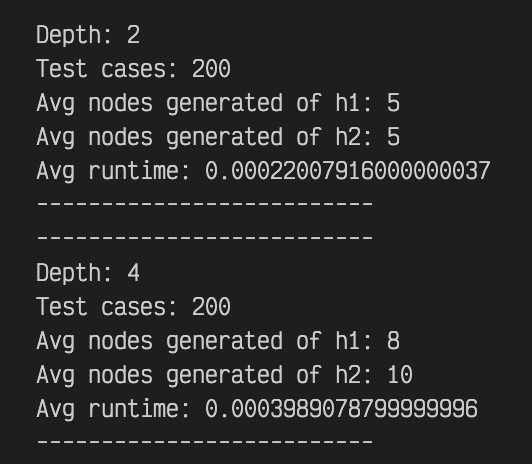 Depth: 2
Test cases: 200
Avg nodes generated of h1: 5
Avg nodes generated of h2: 5
Avg runtime: 0.00022007916000000037
--------------------------
--------------------------
Depth: 4
Test cases: 200
Avg nodes generated of h1: 8
Avg nodes generated of h2: 10
Avg runtime: 0.0003989078799999996
--------------------------